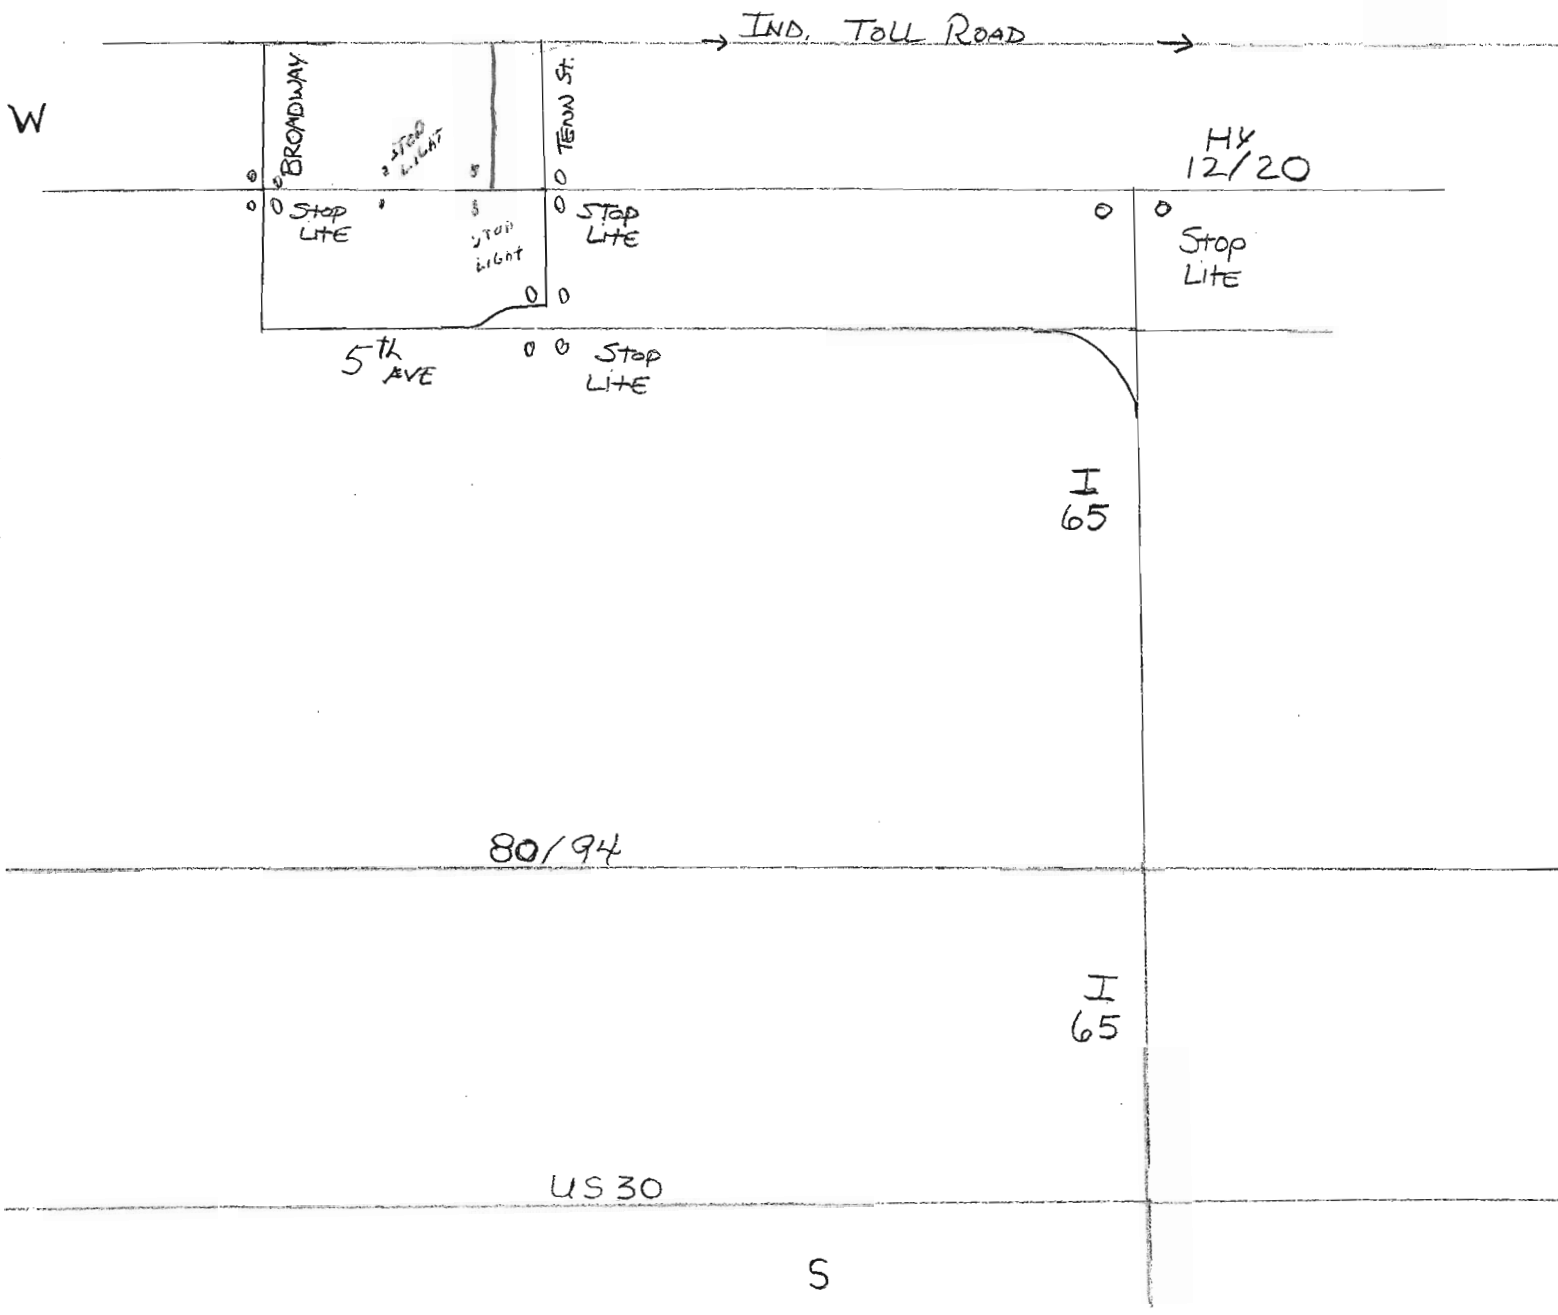 IND. TOLL ROAD
W
BROADWAY
STOP
LIGHT
TENN St.
HY
12/20
Stop
LITE
STOP
LIGHT
STOP
LITE
Stop
LITE
5th
AVE
Stop
LITE
I
65
80/94
I
65
US 30
S